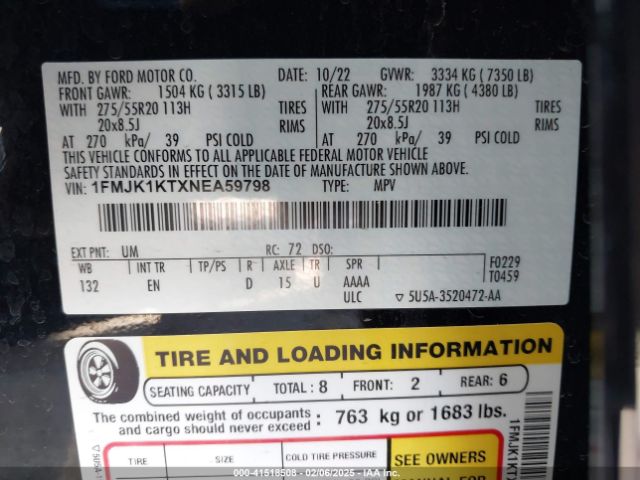 MFD. BY FORD MOTOR CO. DATE: 10/22 GVWR: 3334 KG ( 7350 LB)
FRONT GAWR: 1504 KG ( 3315 LB) REAR GAWR: 1987 KG ( 4380 LB)
WITH 275/55R20 113H TIRES WITH 275/55R20 113H TIRES
20x8.5J RIMS 20x8.5J RIMS
AT 270 kPa/ 39 PSI COLD AT 270 kPa/ 39 PSI COLD
THIS VEHICLE CONFORMS TO ALL APPLICABLE FEDERAL MOTOR VEHICLE
SAFETY STANDARDS IN EFFECT ON THE DATE OF MANUFACTURE SHOWN ABOVE.
VIN: 1FMJK1KTXNEA59798 TYPE: MPV
EXT PNT: UM RC: 72 DSO:
WB INT TR TP/PS R AXLE TR SPR F0229
132 EN D 15 U AAAA T0459
ULC ▽ 5U5A-3520472-AA
TIRE AND LOADING INFORMATION
SEATING CAPACITY TOTAL : 8 FRONT: 2 REAR: 6
The combined weight of occupants : 763 kg or 1683 lbs.
and cargo should never exceed :
TIRE SIZE COLD TIRE PRESSURE SEE OWNERS
MANUAL FOR
1FMJK1KTX
000-41518508 - 02/06/2025 - IAAI, Inc.